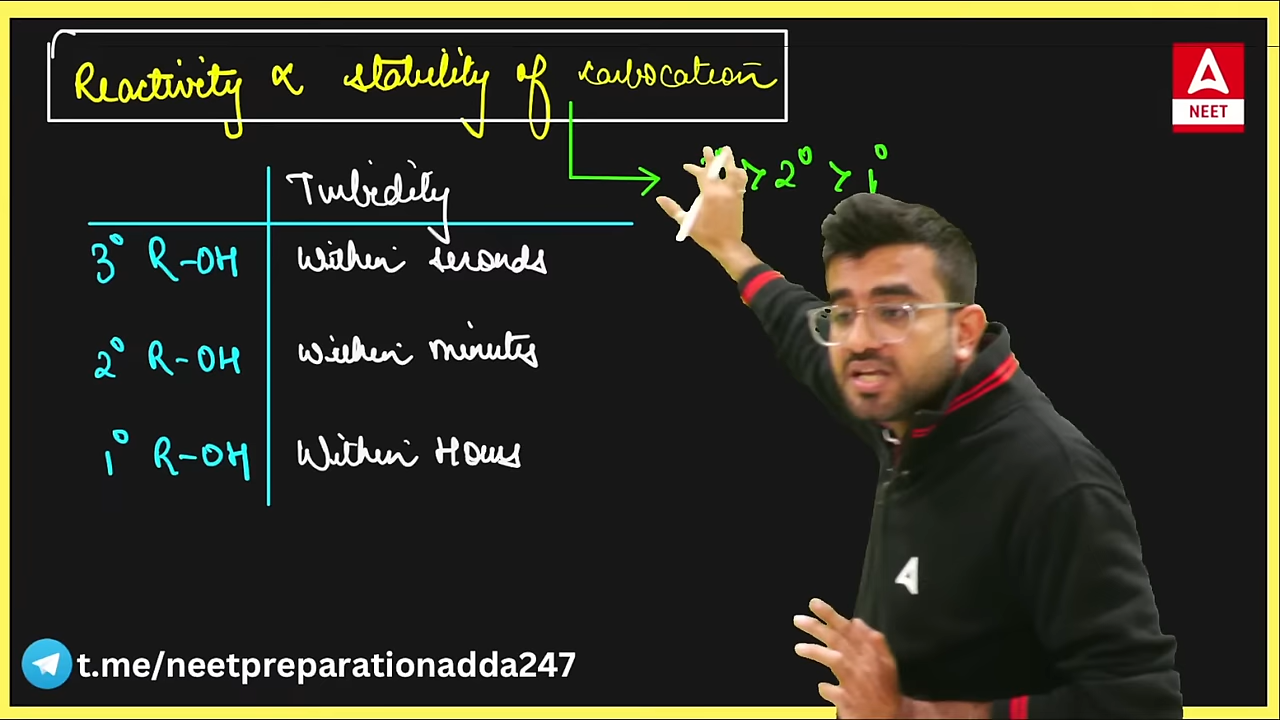 Reactivity ∝ stability of carbocation
NEET
> 2° > 1°
Turbidity
3° R-OH Within seconds
2° R-OH Within minutes
1° R-OH Within Hours
t.me/neetpreparationadda247